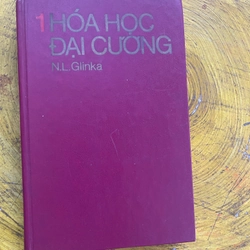 1 HÓA HỌC
ĐẠI CƯƠNG
N.L.Glinka